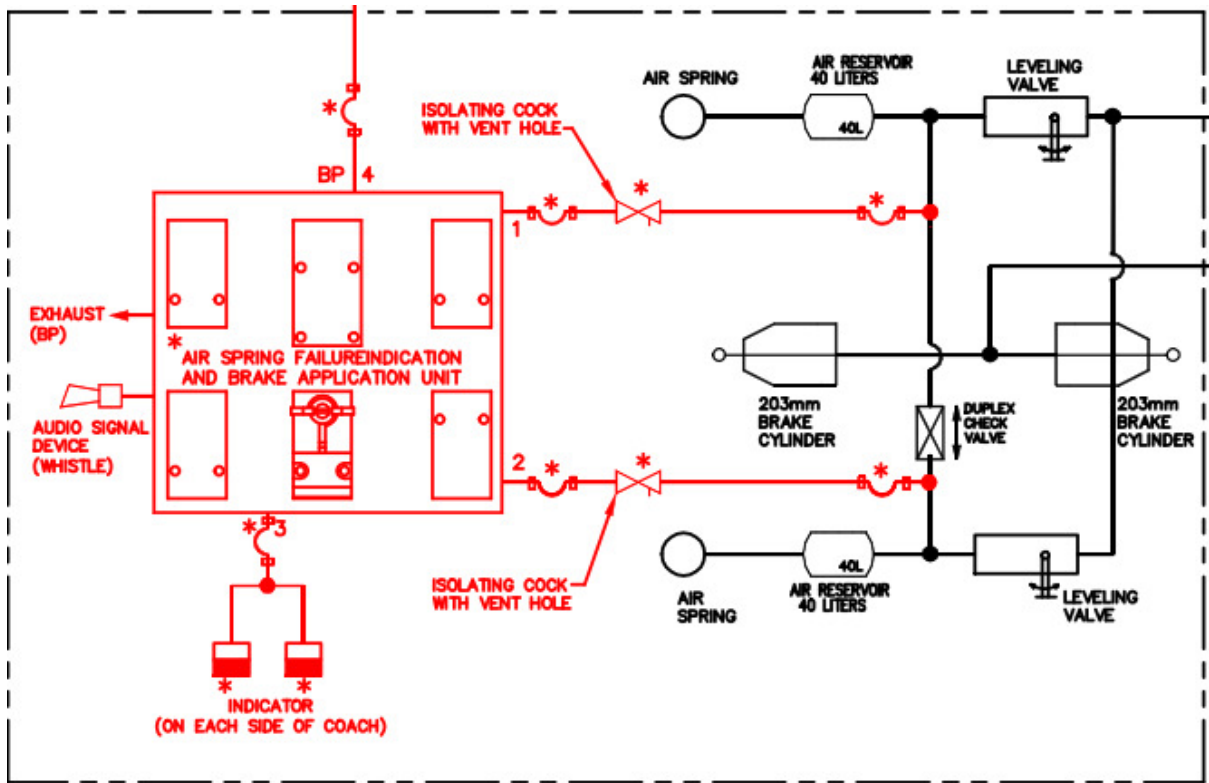 AIR SPRING
AIR RESERVOIR
40 LITERS
40L
LEVELING
VALVE
*
ISOLATING COCK
WITH VENT HOLE
BP 4
*
*
*
1
EXHAUST
(BP)
* AIR SPRING FAILUREINDICATION
AND BRAKE APPLICATION UNIT
AUDIO SIGNAL
DEVICE
(WHISTLE)
203mm
BRAKE
CYLINDER
DUPLEX
CHECK
VALVE
203mm
BRAKE
CYLINDER
2
*
*
*
* 3
ISOLATING COCK
WITH VENT HOLE
40L
AIR
SPRING
AIR RESERVOIR
40 LITERS
LEVELING
VALVE
* *
INDICATOR
(ON EACH SIDE OF COACH)